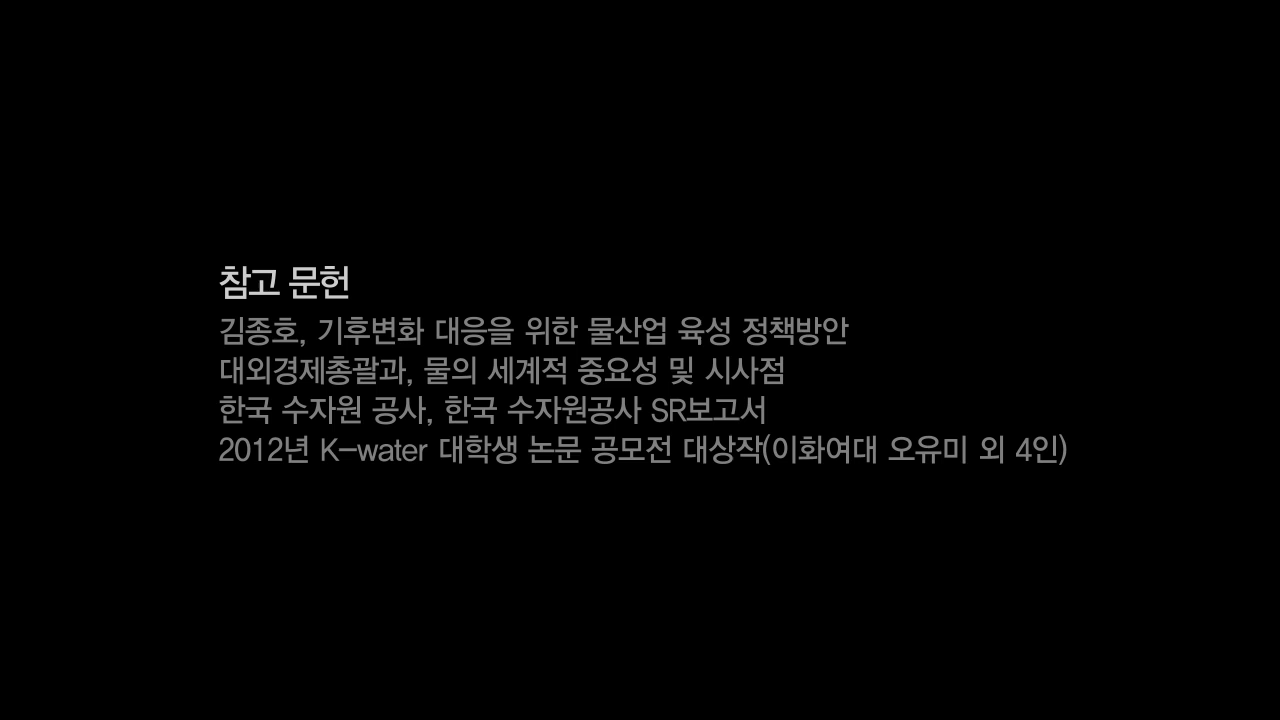 참고 문헌
김종호, 기후변화 대응을 위한 물산업 육성 정책방안
대외경제총괄과, 물의 세계적 중요성 및 시사점
한국 수자원 공사, 한국 수자원공사 SR보고서
2012년 K-water 대학생 논문 공모전 대상작(이화여대 오유미 외 4인)